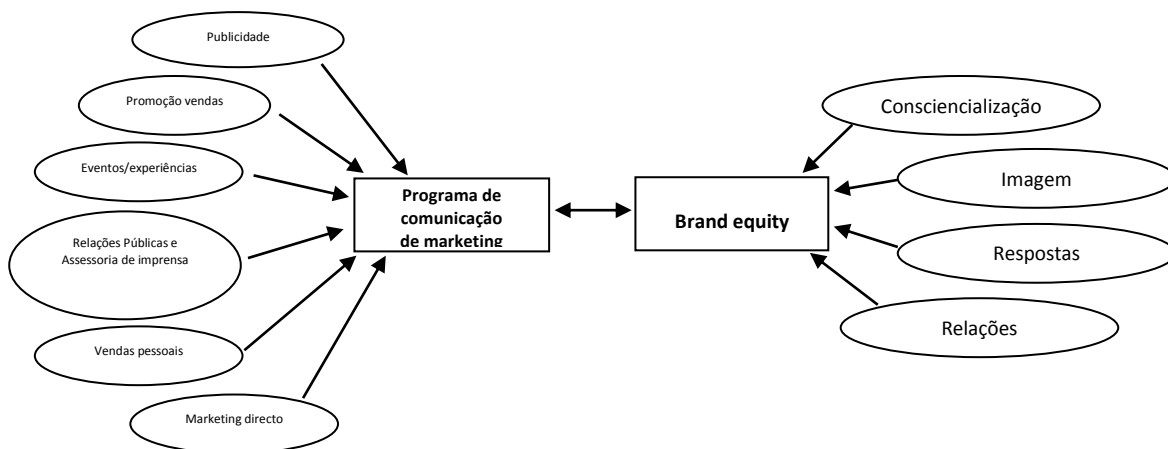 Publicidade
Promoção vendas
Eventos/experiências
Relações Públicas e
Assessoria de imprensa
Vendas pessoais
Marketing directo
Programa de
comunicação
de marketing
Brand equity
Consciencialização
Imagem
Respostas
Relações